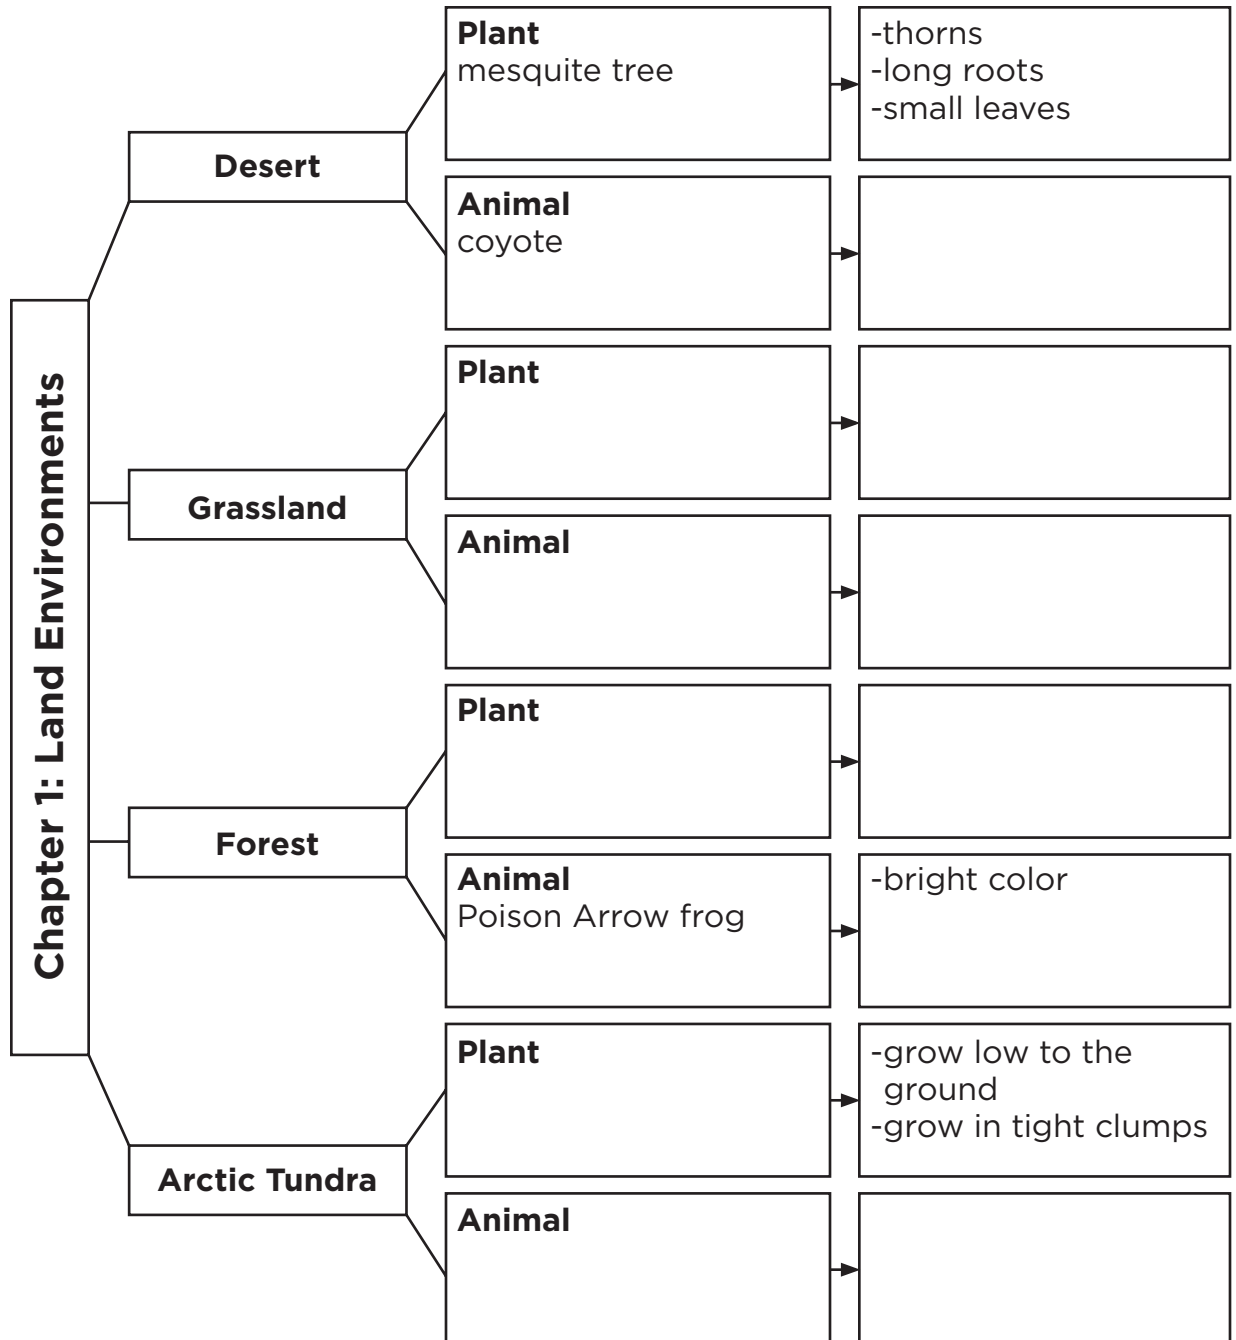 Chapter 1: Land Environments
Desert
Plant
mesquite tree
-thorns
-long roots
-small leaves
Animal
coyote
Grassland
Plant
Animal
Forest
Plant
Animal
Poison Arrow frog
-bright color
Arctic Tundra
Plant
-grow low to the
ground
-grow in tight clumps
Animal